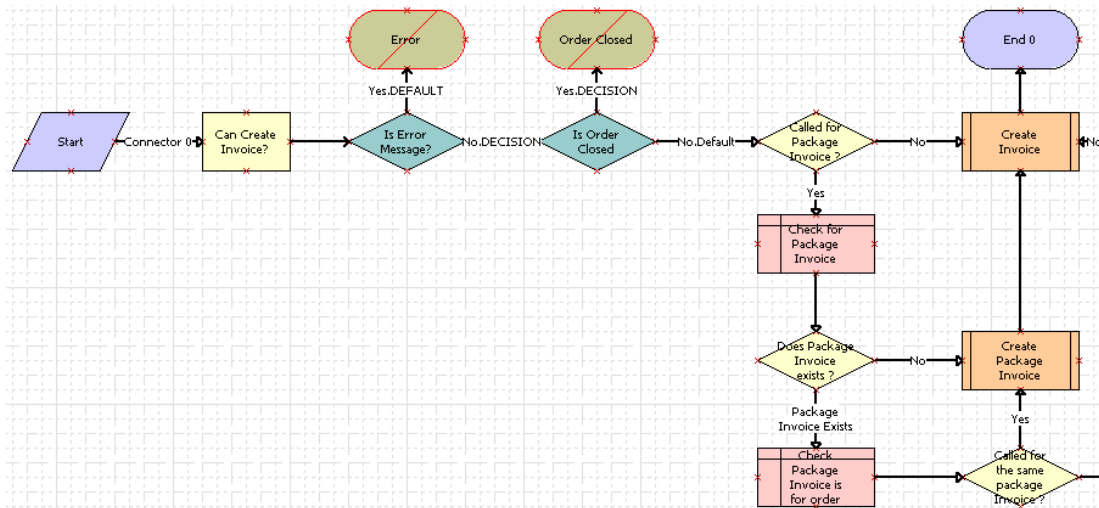 Error
Order Closed
End 0
Yes.DEFAULT
Yes.DECISION
Start
Connector 0
Can Create
Invoice?
Is Error
Message?
No.DECISION
Is Order
Closed
No.Default
Called for
Package
Invoice ?
No
Create
Invoice
No
Yes
Check for
Package
Invoice
Does Package
Invoice
exists ?
No
Create
Package
Invoice
Package
Invoice Exists
Yes
Check
Package
Invoice is
for order
Called for
the same
package
Invoice ?